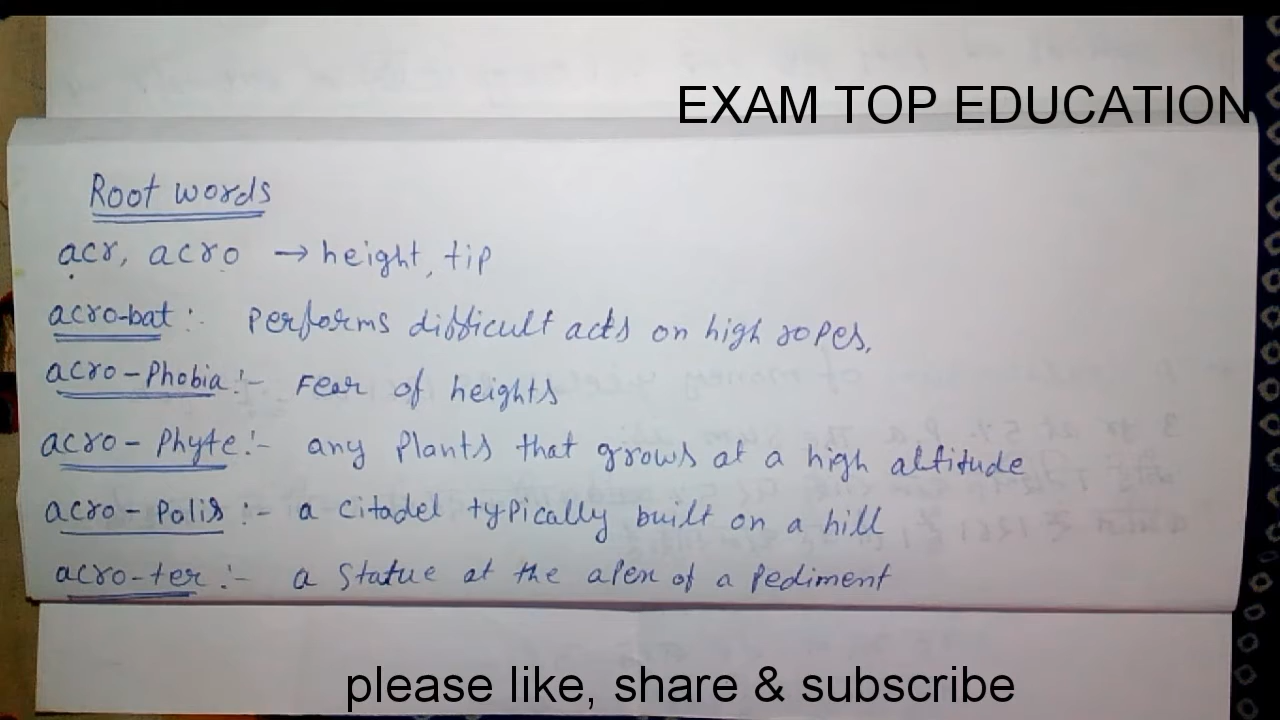 EXAM TOP EDUCATION
Root words
acr, acro → height, tip
acro-bat :- Performs difficult acts on high ropes.
acro-Phobia :- Fear of heights
acro-Phyte :- any Plants that grows at a high altitude
acro-Polis :- a citadel typically built on a hill
acro-ter :- a Statue at the apex of a Pediment
please like, share & subscribe